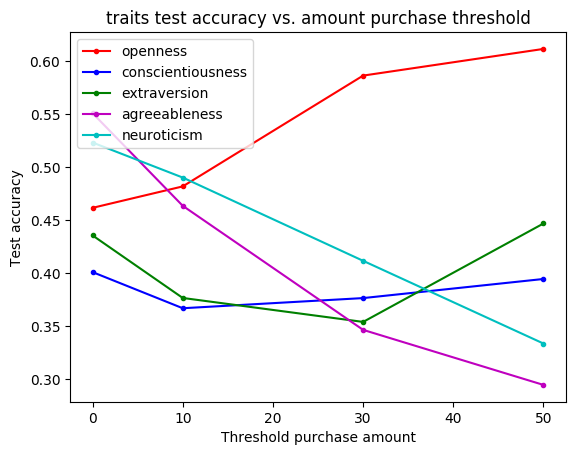 traits test accuracy vs. amount purchase threshold
openness
conscientiousness
extraversion
agreeableness
neuroticism
Test accuracy
0.60
0.55
0.50
0.45
0.40
0.35
0.30
0 10 20 30 40 50
Threshold purchase amount